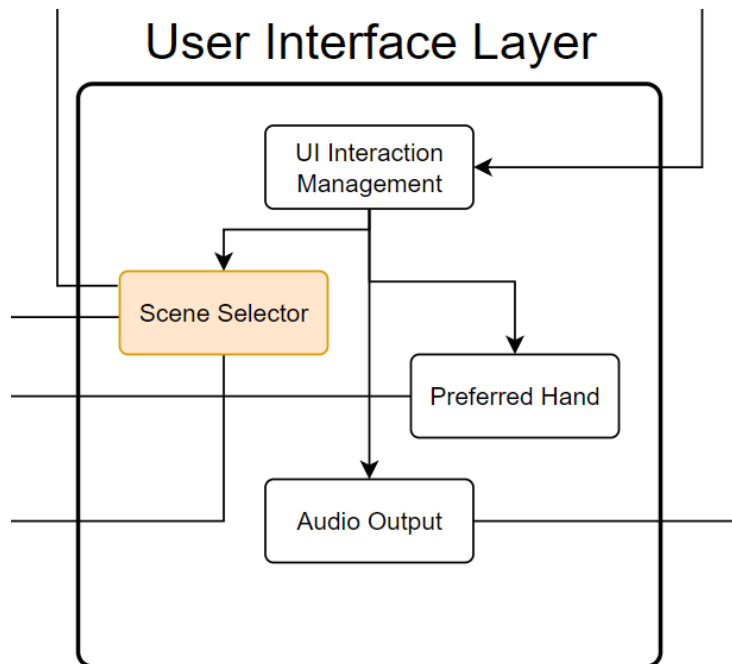 User Interface Layer
UI Interaction
Management
Scene Selector
Preferred Hand
Audio Output